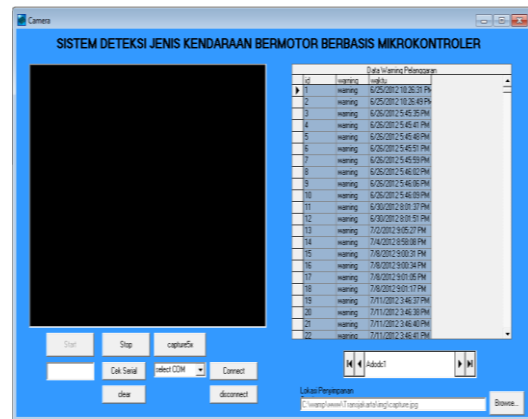 Camera
SISTEM DETEKSI JENIS KENDARAAN BERMOTOR BERBASIS MIKROKONTROLER
Data Warning Pelanggaran
id warning waktu
1 warning 6/25/2012 10:26:31 PM
2 warning 6/25/2012 10:26:49 PM
3 warning 6/26/2012 5:45:35 PM
4 warning 6/26/2012 5:45:41 PM
5 warning 6/26/2012 5:45:48 PM
6 warning 6/26/2012 5:45:51 PM
7 warning 6/26/2012 5:45:59 PM
8 warning 6/26/2012 5:46:02 PM
9 warning 6/26/2012 5:46:06 PM
10 warning 6/26/2012 5:46:09 PM
11 warning 6/30/2012 8:01:37 PM
12 warning 6/30/2012 8:01:51 PM
13 warning 7/2/2012 9:05:27 PM
14 warning 7/4/2012 8:58:08 PM
15 warning 7/8/2012 9:00:31 PM
16 warning 7/8/2012 9:00:34 PM
17 warning 7/8/2012 9:01:05 PM
18 warning 7/8/2012 9:01:17 PM
19 warning 7/11/2012 3:46:37 PM
20 warning 7/11/2012 3:46:38 PM
21 warning 7/11/2012 3:46:40 PM
22 warning 7/11/2012 3:46:41 PM
Start Stop capture5x
Cek Serial select COM Connect
clear disconnect
Adodc1
Lokasi Penyimpanan
C:\wamp\www\Transjakarta\img\capture.jpg Browse...